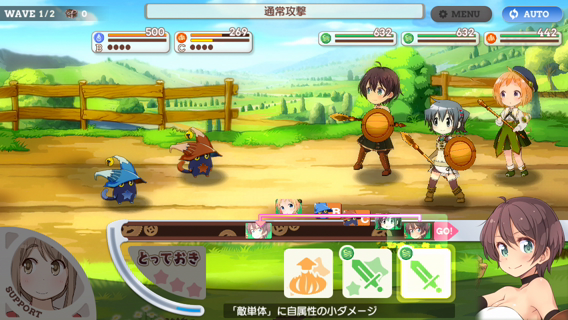 WAVE 1/2 0
通常攻撃
MENU
AUTO
500
B
269
C
632
632
442
GO!
とっておき
SUPPORT
「敵単体」に自属性の小ダメージ